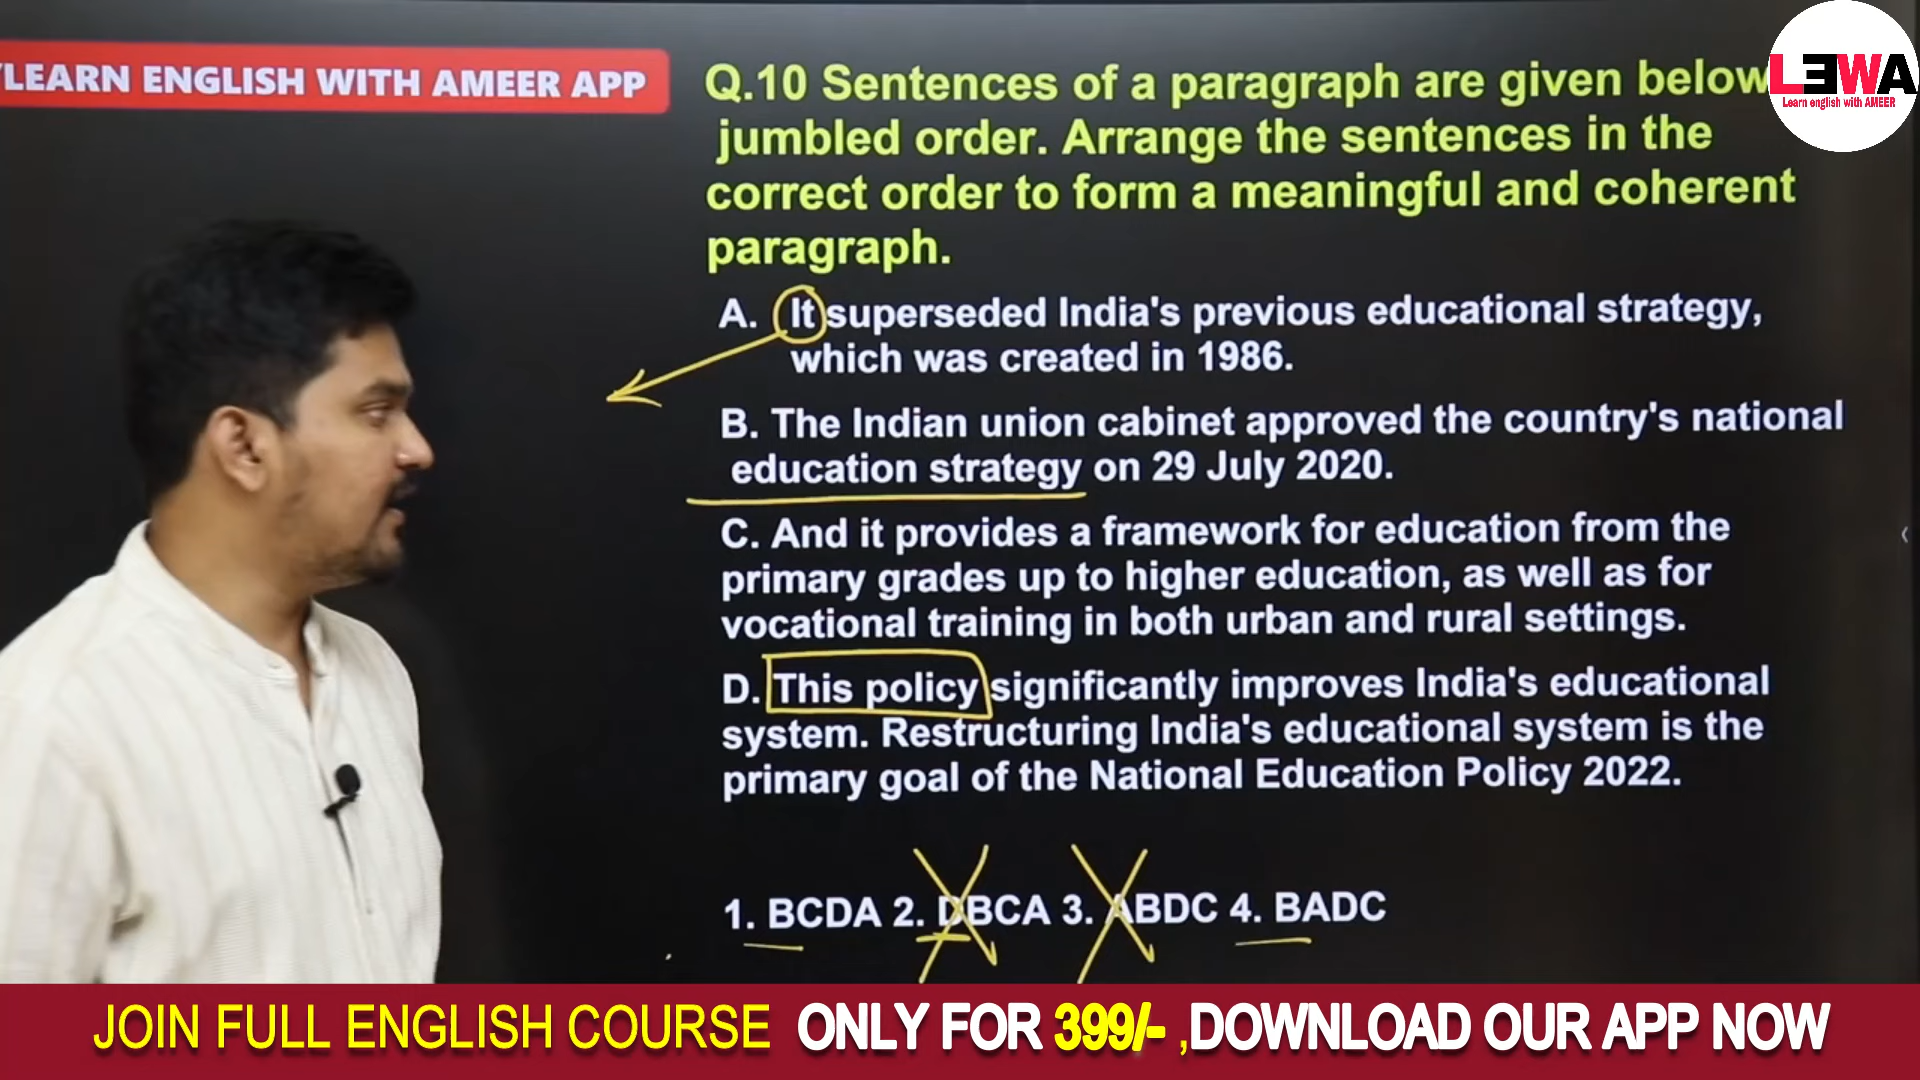 LEARN ENGLISH WITH AMEER APP
Q.10 Sentences of a paragraph are given below
jumbled order. Arrange the sentences in the
correct order to form a meaningful and coherent
paragraph.
A. It superseded India's previous educational strategy,
which was created in 1986.
B. The Indian union cabinet approved the country's national
education strategy on 29 July 2020.
C. And it provides a framework for education from the
primary grades up to higher education, as well as for
vocational training in both urban and rural settings.
D. This policy significantly improves India's educational
system. Restructuring India's educational system is the
primary goal of the National Education Policy 2022.
1. BCDA 2. DBCA 3. ABDC 4. BADC
LEWA
Learn english with AMEER
JOIN FULL ENGLISH COURSE ONLY FOR 399/- ,DOWNLOAD OUR APP NOW